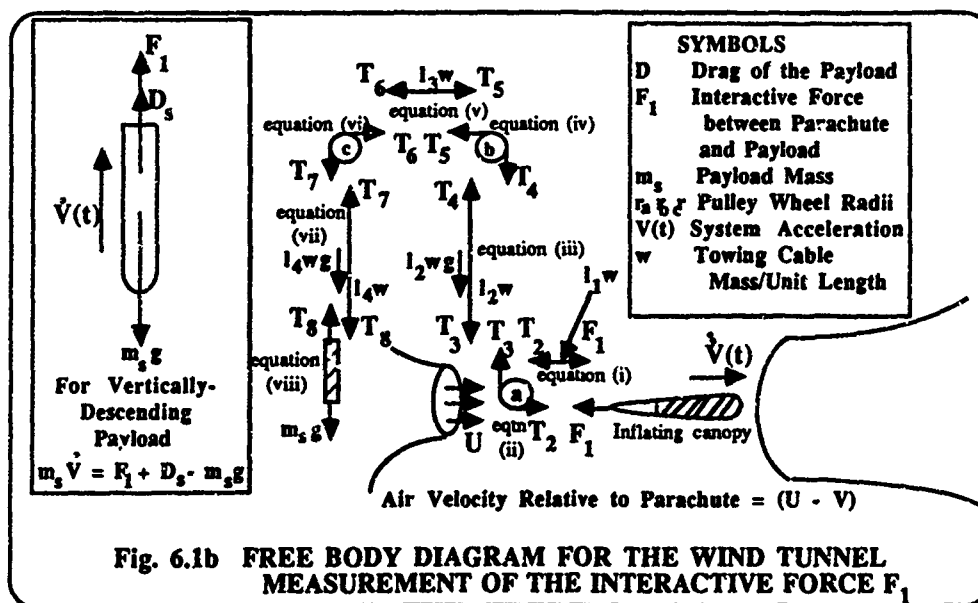 F₁
Dₛ
V̇(t)
mₛg
For Vertically-
Descending
Payload
mₛV̇ = F₁ + Dₛ - mₛg
T₆ l₃w T₅
equation (v)
equation (vi)
equation (iv)
c
T₆ T₅
b
T₇
T₄
T₇
T₄
equation
(vii)
equation (iii)
l₄wg
l₂wg
l₄w
l₂w
l₁w
T₈
T₈
T₃
T₃
T₂
F₁
equation (i)
equation
(viii)
a
mₛg
U
eqtn
(ii)
T₂
F₁
V̇(t)
Inflating canopy
Air Velocity Relative to Parachute = (U - V)
SYMBOLS
D Drag of the Payload
F₁ Interactive Force
between Parachute
and Payload
mₛ Payload Mass
Pulley Wheel Radii
V(t) System Acceleration
w Towing Cable
Mass/Unit Length
Fig. 6.1b FREE BODY DIAGRAM FOR THE WIND TUNNEL
MEASUREMENT OF THE INTERACTIVE FORCE F₁